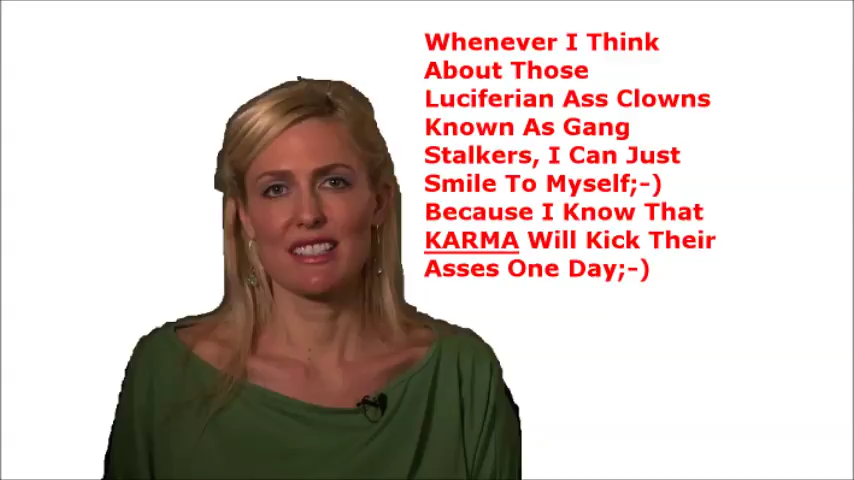 Whenever I Think
About Those
Luciferian Ass Clowns
Known As Gang
Stalkers, I Can Just
Smile To Myself;-)
Because I Know That
KARMA Will Kick Their
Asses One Day;-)